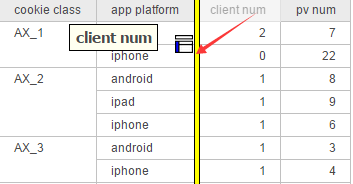 cookie class app platform client num pv num
AX_1 client num 2 7
iphone 0 22
AX_2 android 1 8
ipad 1 9
iphone 1 6
AX_3 android 1 3
iphone 1 4